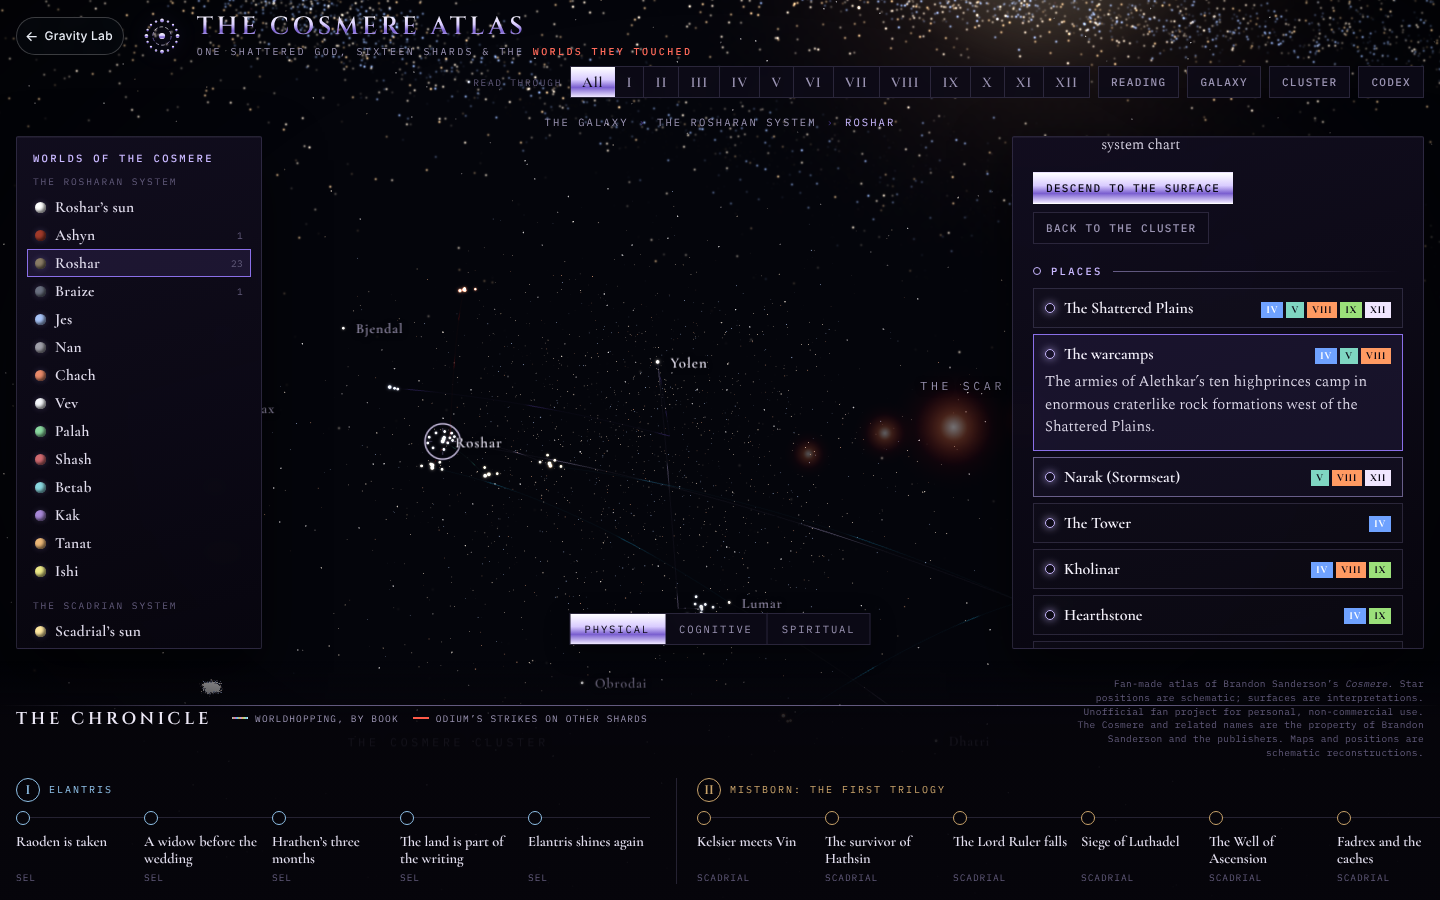 ← Gravity Lab
THE COSMERE ATLAS
ONE SHATTERED GOD, SIXTEEN SHARDS & THE WORLDS THEY TOUCHED
READ THROUGH All I II III IV V VI VII VIII IX X XI XII READING GALAXY CLUSTER CODEX
THE GALAXY THE ROSHARAN SYSTEM ROSHAR
WORLDS OF THE COSMERE
THE ROSHARAN SYSTEM
Roshar’s sun
Ashyn 1
Roshar 23
Braize 1
Jes
Nan
Chach
Vev
Palah
Shash
Betab
Kak
Tanat
Ishi
THE SCADRIAN SYSTEM
Scadrial’s sun
Bjendal
Yolen
THE SCAR
ax
Roshar
Lumar
PHYSICAL COGNITIVE SPIRITUAL
Obrodai
THE COSMERE CLUSTER
Dhatri
system chart
DESCEND TO THE SURFACE
BACK TO THE CLUSTER
PLACES
The Shattered Plains IV V VIII IX XII
The warcamps IV V VIII
The armies of Alethkar’s ten highprinces camp in
enormous craterlike rock formations west of the
Shattered Plains.
Narak (Stormseat) V VIII XII
The Tower IV
Kholinar IV VIII IX
Hearthstone IV IX
Fan-made atlas of Brandon Sanderson’s Cosmere. Star
positions are schematic; surfaces are interpretations.
Unofficial fan project for personal, non-commercial use.
The Cosmere and related names are the property of Brandon
Sanderson and the publishers. Maps and positions are
schematic reconstructions.
THE CHRONICLE WORLDHOPPING, BY BOOK ODIUM’S STRIKES ON OTHER SHARDS
I ELANTRIS
Raoden is taken
SEL
A widow before the
wedding
SEL
Hrathen’s three
months
SEL
The land is part of
the writing
SEL
Elantris shines again
SEL
II MISTBORN: THE FIRST TRILOGY
Kelsier meets Vin
SCADRIAL
The survivor of
Hathsin
SCADRIAL
The Lord Ruler falls
SCADRIAL
Siege of Luthadel
SCADRIAL
The Well of
Ascension
SCADRIAL
Fadrex and the
caches
SCADRIAL